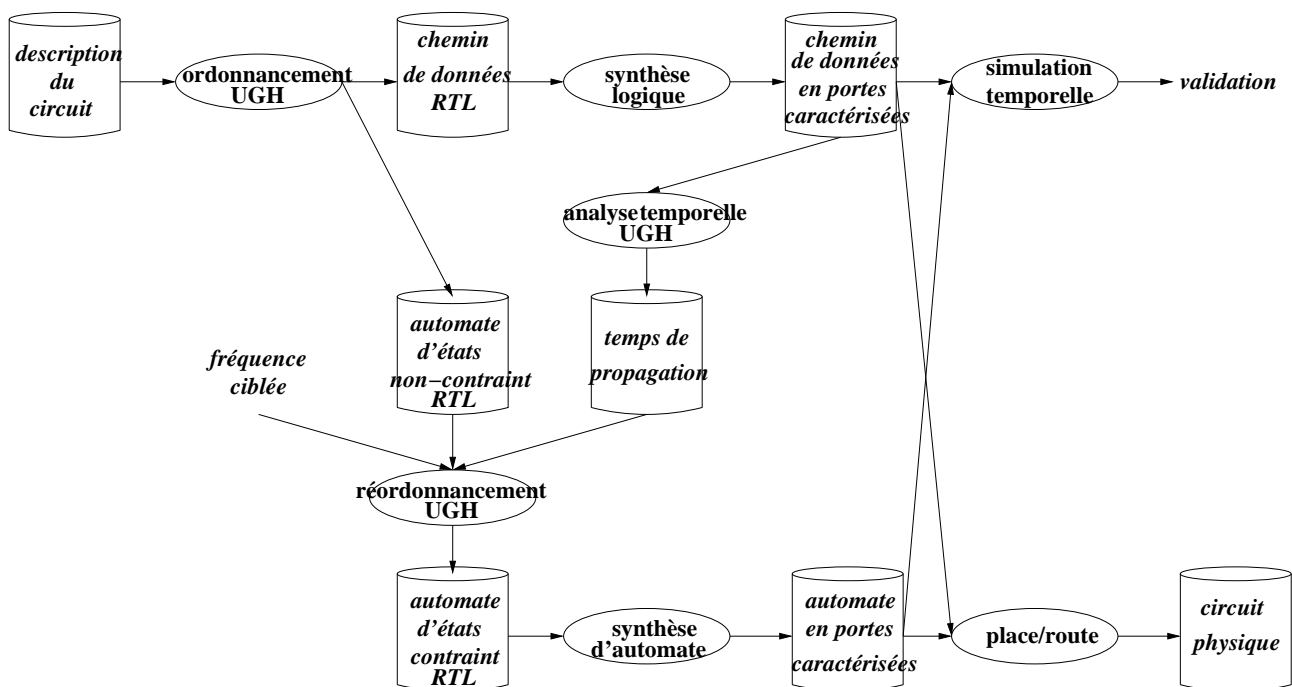 description
du
circuit
ordonnancement
UGH
chemin
de données
RTL
synthèse
logique
chemin
de données
en portes
caractérisées
simulation
temporelle
validation
analyse temporelle
UGH
fréquence
ciblée
automate
d'états
non−contraint
RTL
temps de
propagation
réordonnancement
UGH
automate
d'états
contraint
RTL
synthèse
d'automate
automate
en portes
caractérisées
place/route
circuit
physique